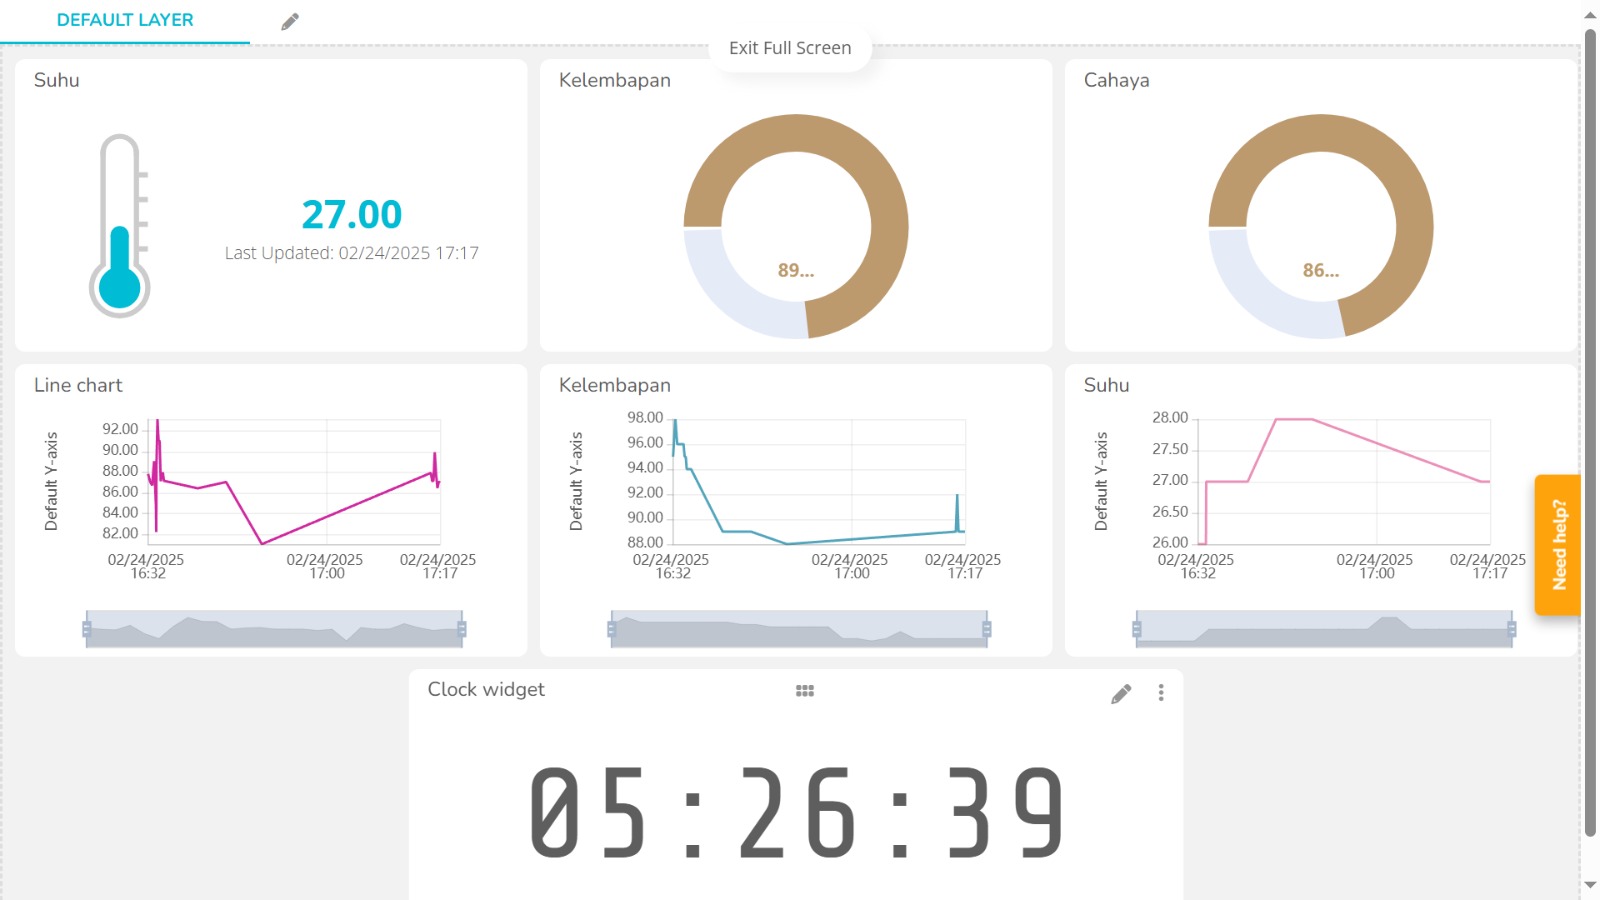 DEFAULT LAYER
Exit Full Screen
Suhu
27.00
Last Updated: 02/24/2025 17:17
Kelembapan
89...
Cahaya
86...
Line chart
Default Y-axis
92.00
90.00
88.00
86.00
84.00
82.00
02/24/2025
16:32
02/24/2025
17:00
02/24/2025
17:17
Kelembapan
Default Y-axis
98.00
96.00
94.00
92.00
90.00
88.00
02/24/2025
16:32
02/24/2025
17:00
02/24/2025
17:17
Suhu
Default Y-axis
28.00
27.50
27.00
26.50
26.00
02/24/2025
16:32
02/24/2025
17:00
02/24/2025
17:17
Need help?
Clock widget
05:26:39